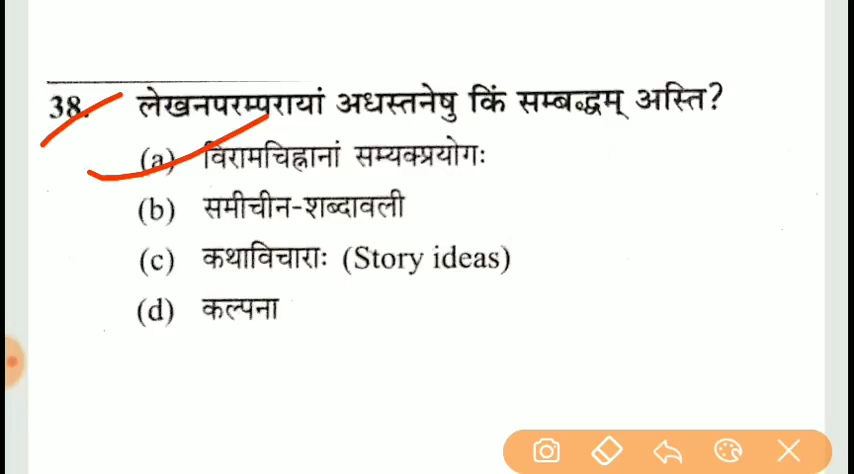 38. लेखनपरम्परायां अधस्तनेषु किं सम्बद्धम् अस्ति?
(a) विरामचिह्नानां सम्यक्प्रयोगः
(b) समीचीन-शब्दावली
(c) कथाविचाराः (Story ideas)
(d) कल्पना